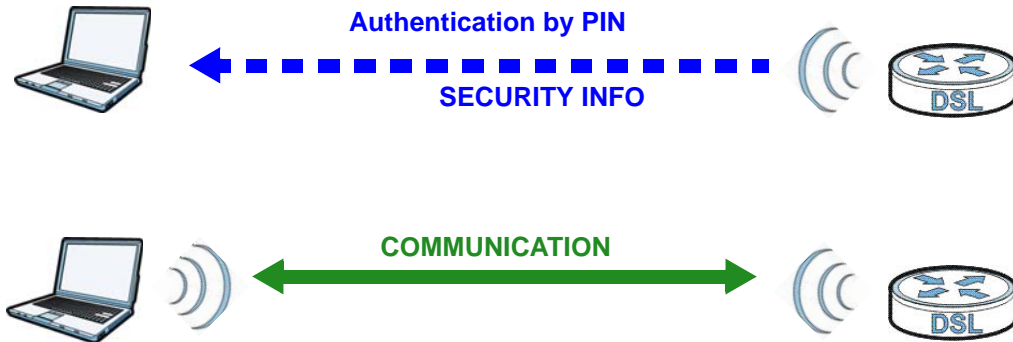 Authentication by PIN
SECURITY INFO
DSL
COMMUNICATION
DSL